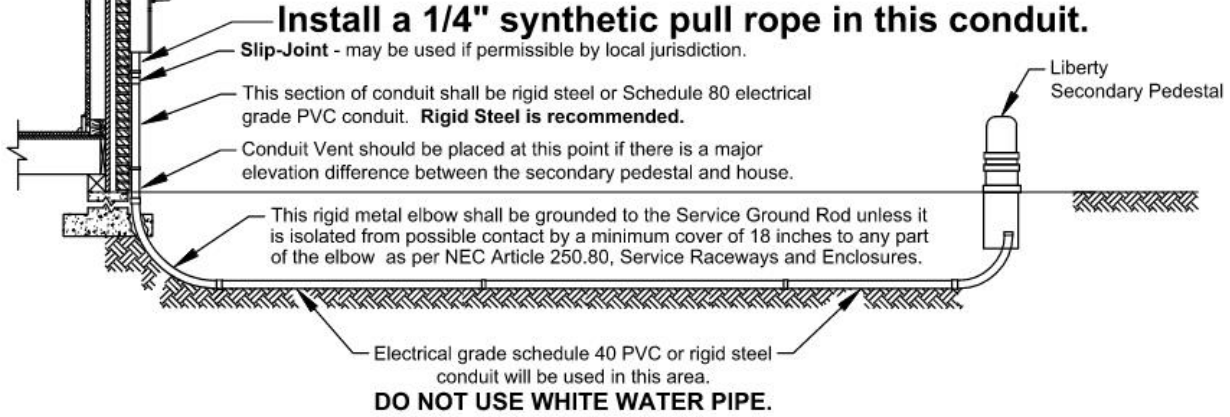 Install a 1/4" synthetic pull rope in this conduit.
Slip-Joint - may be used if permissible by local jurisdiction.
Liberty
Secondary Pedestal
This section of conduit shall be rigid steel or Schedule 80 electrical
grade PVC conduit. Rigid Steel is recommended.
Conduit Vent should be placed at this point if there is a major
elevation difference between the secondary pedestal and house.
This rigid metal elbow shall be grounded to the Service Ground Rod unless it
is isolated from possible contact by a minimum cover of 18 inches to any part
of the elbow as per NEC Article 250.80, Service Raceways and Enclosures.
Electrical grade schedule 40 PVC or rigid steel
conduit will be used in this area.
DO NOT USE WHITE WATER PIPE.